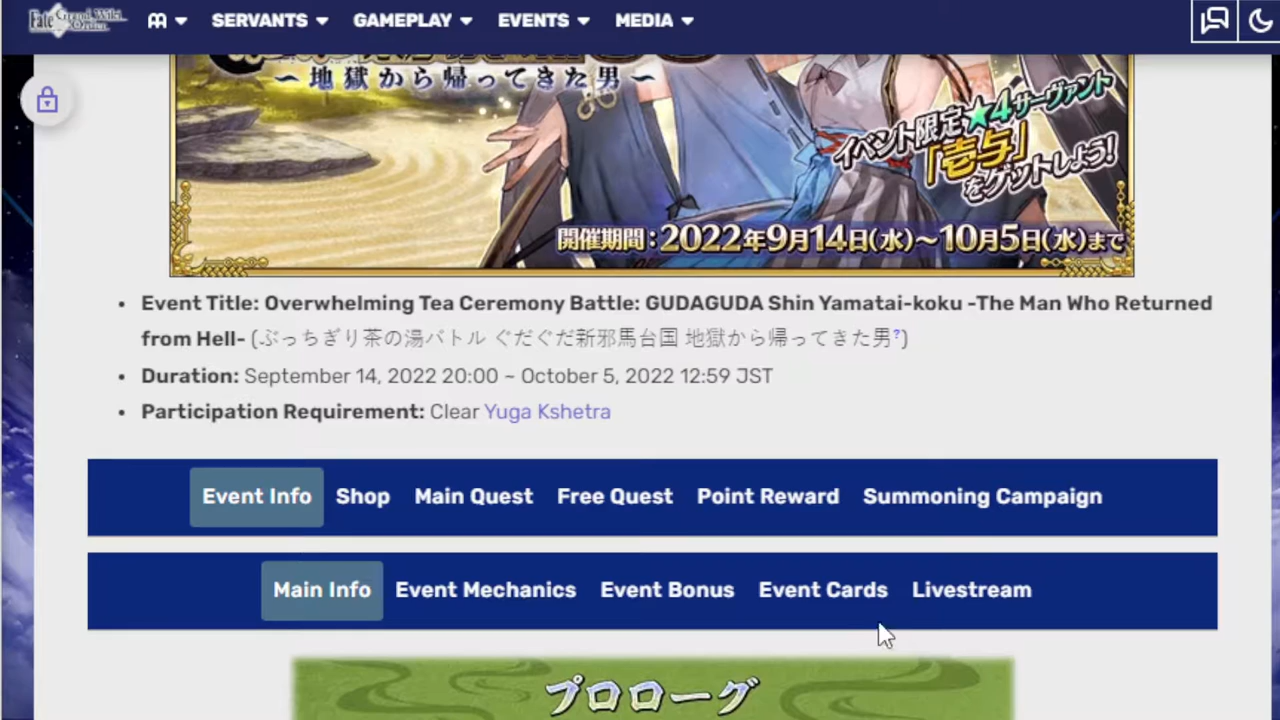 Fate Grand Order Wiki
SERVANTS
GAMEPLAY
EVENTS
MEDIA
~地獄から帰ってきた男~
イベント限定★4サーヴァント
「壱与」
をゲットしよう!
開催期間:2022年9月14日(水)~10月5日(水)まで
• Event Title: Overwhelming Tea Ceremony Battle: GUDAGUDA Shin Yamatai-koku -The Man Who Returned
from Hell- (ぶっちぎり茶の湯バトル ぐだぐだ新邪馬台国 地獄から帰ってきた男?)
• Duration: September 14, 2022 20:00 ~ October 5, 2022 12:59 JST
• Participation Requirement: Clear Yuga Kshetra
Event Info Shop Main Quest Free Quest Point Reward Summoning Campaign
Main Info Event Mechanics Event Bonus Event Cards Livestream
プロローグ